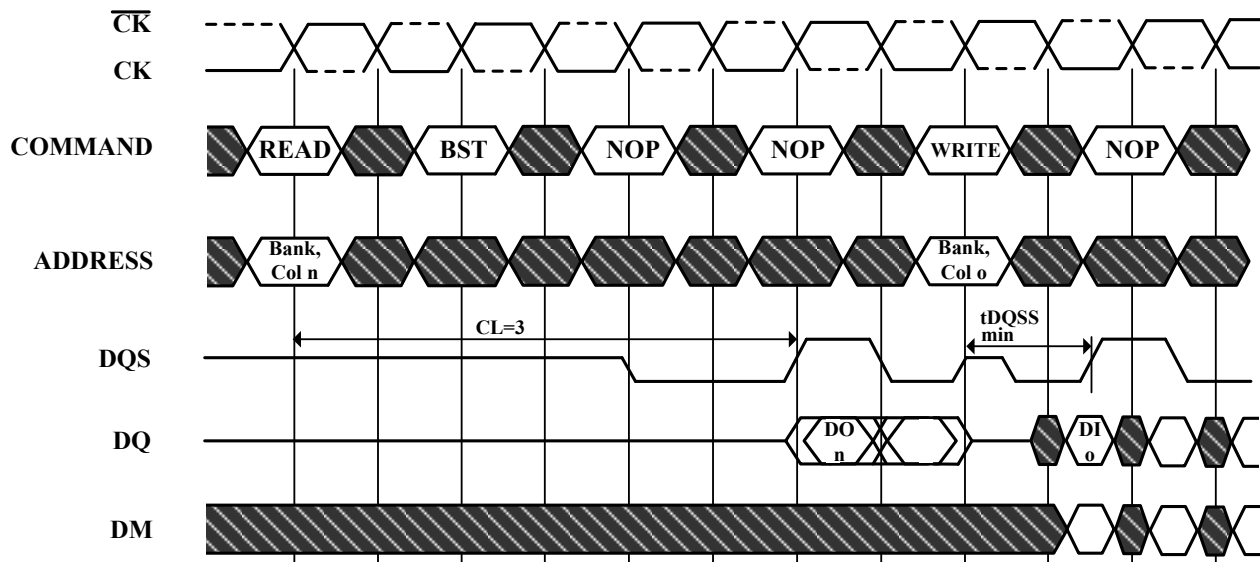 C̅K̅
CK
COMMAND
READ
BST
NOP
NOP
WRITE
NOP
ADDRESS
Bank,
Col n
Bank,
Col o
CL=3
tDQSS
min
DQS
DQ
DO
n
DI
o
DM